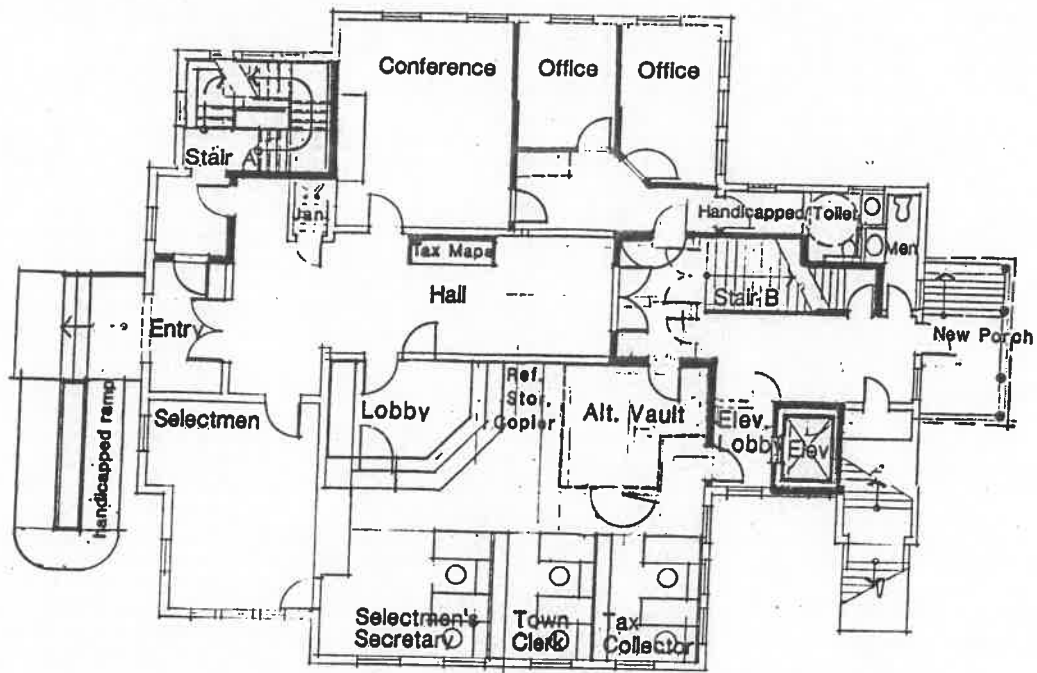 Conference
Office
Office
Stair A
Jan.
Handicapped Toilet
Men
Tax Maps
Hall
Stair B
Entry
New Porch
Selectmen
Lobby
Ref.
Stor.
Copier
Alt. Vault
Elev.
Lobby
Elev
handicapped ramp
Selectmen's
Secretary
Town
Clerk
Tax
Collector